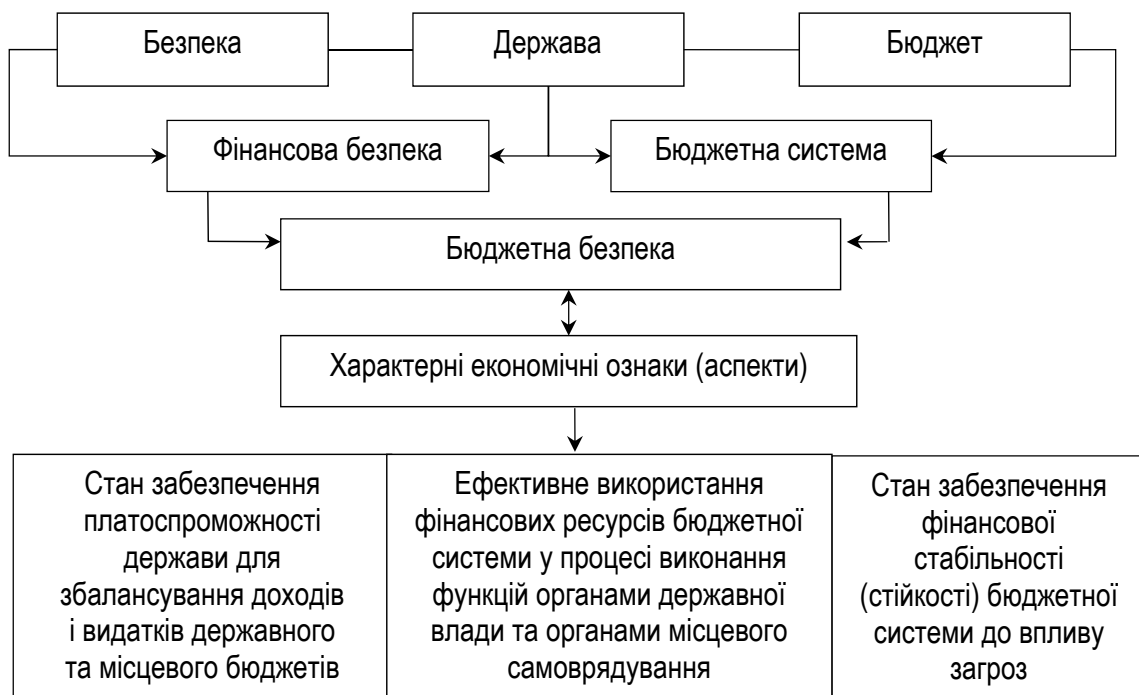 Безпека
Держава
Бюджет
Фінансова безпека
Бюджетна система
Бюджетна безпека
Характерні економічні ознаки (аспекти)
Стан забезпечення
платоспроможності
держави для
збалансування доходів
і видатків державного
та місцевого бюджетів
Ефективне використання
фінансових ресурсів бюджетної
системи у процесі виконання
функцій органами державної
влади та органами місцевого
самоврядування
Стан забезпечення
фінансової
стабільності
(стійкості) бюджетної
системи до впливу
загроз